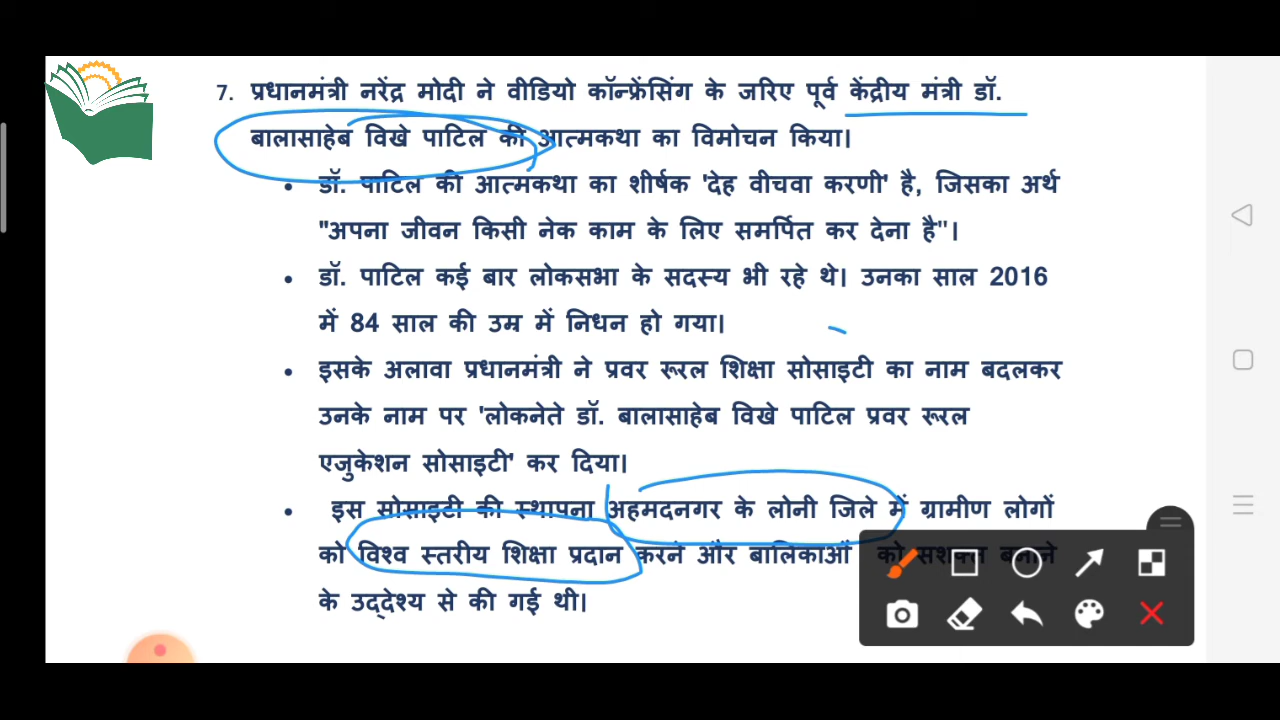 7. प्रधानमंत्री नरेंद्र मोदी ने वीडियो कॉन्फ्रेंसिंग के जरिए पूर्व केंद्रीय मंत्री डॉ.
बालासाहेब विखे पाटिल की आत्मकथा का विमोचन किया।
• डॉ. पाटिल की आत्मकथा का शीर्षक 'देह वीचवा करणी' है, जिसका अर्थ
"अपना जीवन किसी नेक काम के लिए समर्पित कर देना है"।
• डॉ. पाटिल कई बार लोकसभा के सदस्य भी रहे थे। उनका साल 2016
में 84 साल की उम्र में निधन हो गया।
• इसके अलावा प्रधानमंत्री ने प्रवर रूरल शिक्षा सोसाइटी का नाम बदलकर
उनके नाम पर 'लोकनेते डॉ. बालासाहेब विखे पाटिल प्रवर रूरल
एजुकेशन सोसाइटी' कर दिया।
• इस सोसाइटी की स्थापना अहमदनगर के लोनी जिले में ग्रामीण लोगों
को विश्व स्तरीय शिक्षा प्रदान करने और बालिकाओं को सशक्त बनाने
के उद्देश्य से की गई थी।